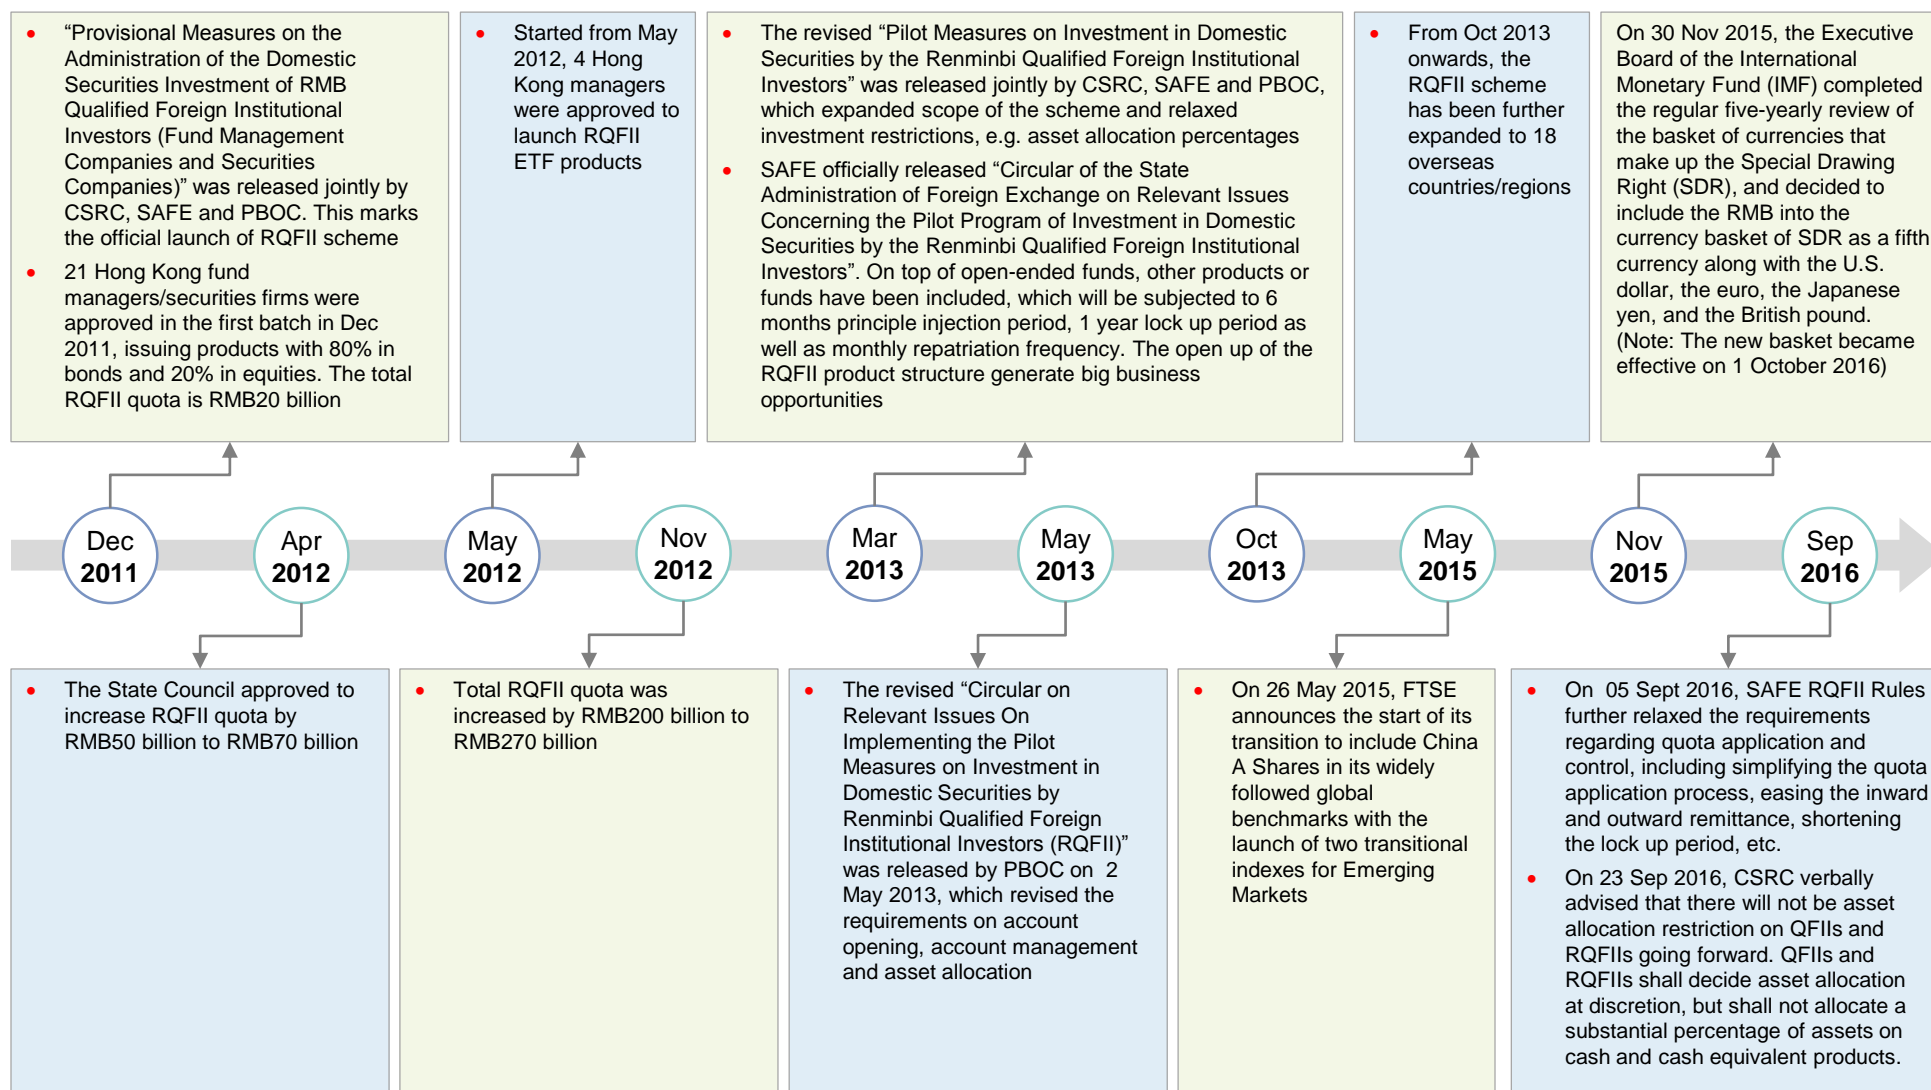 • “Provisional Measures on the
Administration of the Domestic
Securities Investment of RMB
Qualified Foreign Institutional
Investors (Fund Management
Companies and Securities
Companies)” was released jointly by
CSRC, SAFE and PBOC. This marks
the official launch of RQFII scheme
• 21 Hong Kong fund
managers/securities firms were
approved in the first batch in Dec
2011, issuing products with 80% in
bonds and 20% in equities. The total
RQFII quota is RMB20 billion
• Started from May
2012, 4 Hong
Kong managers
were approved to
launch RQFII
ETF products
• The revised “Pilot Measures on Investment in Domestic
Securities by the Renminbi Qualified Foreign Institutional
Investors” was released jointly by CSRC, SAFE and PBOC,
which expanded scope of the scheme and relaxed
investment restrictions, e.g. asset allocation percentages
• SAFE officially released “Circular of the State
Administration of Foreign Exchange on Relevant Issues
Concerning the Pilot Program of Investment in Domestic
Securities by the Renminbi Qualified Foreign Institutional
Investors”. On top of open-ended funds, other products or
funds have been included, which will be subjected to 6
months principle injection period, 1 year lock up period as
well as monthly repatriation frequency. The open up of the
RQFII product structure generate big business
opportunities
• From Oct 2013
onwards, the
RQFII scheme
has been further
expanded to 18
overseas
countries/regions
On 30 Nov 2015, the Executive
Board of the International
Monetary Fund (IMF) completed
the regular five-yearly review of
the basket of currencies that
make up the Special Drawing
Right (SDR), and decided to
include the RMB into the
currency basket of SDR as a fifth
currency along with the U.S.
dollar, the euro, the Japanese
yen, and the British pound.
(Note: The new basket became
effective on 1 October 2016)
Dec
2011
Apr
2012
May
2012
Nov
2012
Mar
2013
May
2013
Oct
2013
May
2015
Nov
2015
Sep
2016
• The State Council approved to
increase RQFII quota by
RMB50 billion to RMB70 billion
• Total RQFII quota was
increased by RMB200 billion to
RMB270 billion
• The revised “Circular on
Relevant Issues On
Implementing the Pilot
Measures on Investment in
Domestic Securities by
Renminbi Qualified Foreign
Institutional Investors (RQFII)”
was released by PBOC on 2
May 2013, which revised the
requirements on account
opening, account management
and asset allocation
• On 26 May 2015, FTSE
announces the start of its
transition to include China
A Shares in its widely
followed global
benchmarks with the
launch of two transitional
indexes for Emerging
Markets
• On 05 Sept 2016, SAFE RQFII Rules
further relaxed the requirements
regarding quota application and
control, including simplifying the quota
application process, easing the inward
and outward remittance, shortening
the lock up period, etc.
• On 23 Sep 2016, CSRC verbally
advised that there will not be asset
allocation restriction on QFIIs and
RQFIIs going forward. QFIIs and
RQFIIs shall decide asset allocation
at discretion, but shall not allocate a
substantial percentage of assets on
cash and cash equivalent products.